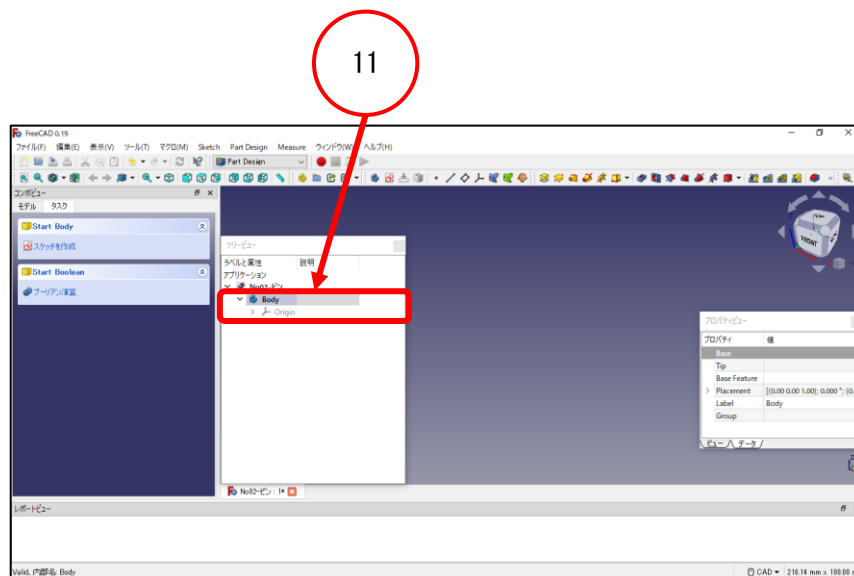 11
FreeCAD 0.19
ファイル(F) 編集(E) 表示(V) ツール(T) マクロ(M) Sketch Part Design Measure ウィンドウ(W) ヘルプ(H)
Part Design
コンボビュー
モデル タスク
Start Body
スケッチを作成
Start Boolean
ブーリアン演算
ツリービュー
ラベルと属性 説明
アプリケーション
No02-ピン
Body
Origin
FRONT
プロパティビュー
プロパティ 値
Base
Tip
Base Feature
Placement [(0.00 0.00 1.00); 0.000 °; (0.
Label Body
Group
ビュー データ
No02-ピン : 1*
レポートビュー
Valid, 内部名: Body
CAD 216.14 mm x 100.00